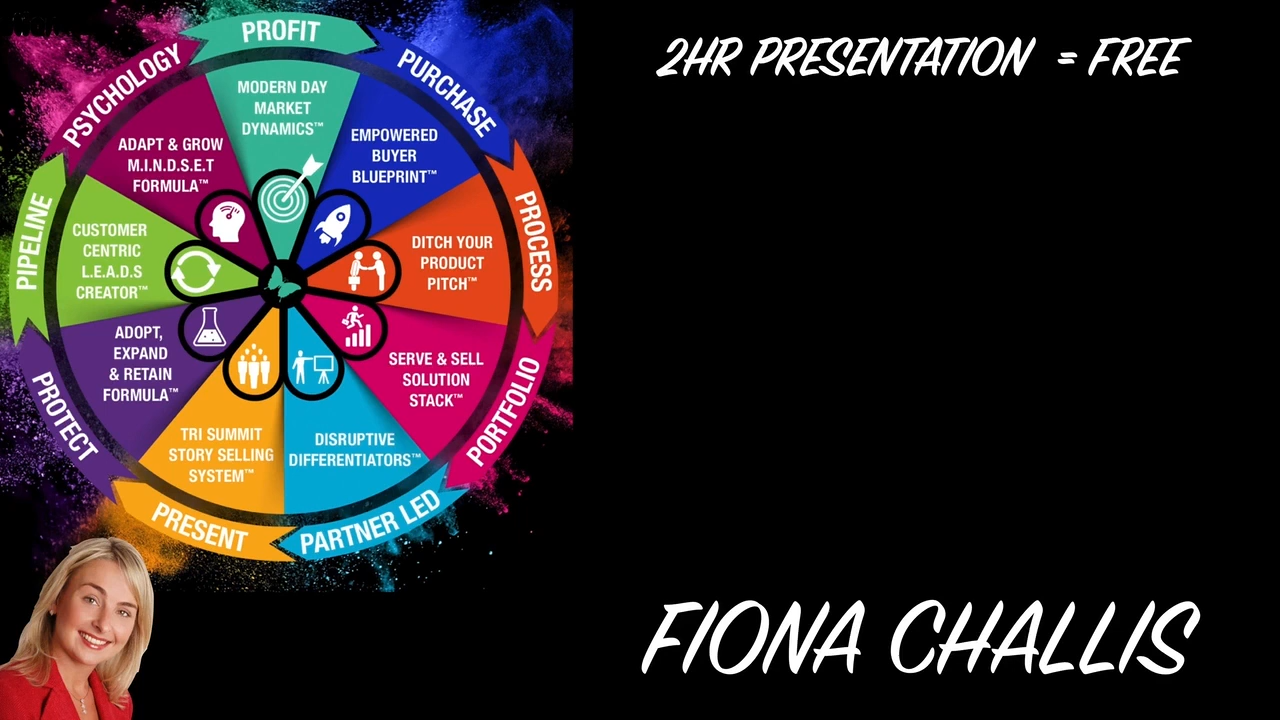 2HR PRESENTATION = FREE
PROFIT
MODERN DAY
MARKET
DYNAMICS™
PURCHASE
EMPOWERED
BUYER
BLUEPRINT™
PROCESS
DITCH YOUR
PRODUCT
PITCH™
PORTFOLIO
SERVE & SELL
SOLUTION
STACK™
PARTNER LED
DISRUPTIVE
DIFFERENTIATORS™
PRESENT
TRI SUMMIT
STORY SELLING
SYSTEM™
PROTECT
ADOPT,
EXPAND
& RETAIN
FORMULA™
PIPELINE
CUSTOMER
CENTRIC
L.E.A.D.S
CREATOR™
PSYCHOLOGY
ADAPT & GROW
M.I.N.D.S.E.T
FORMULA™
FIONA CHALLIS